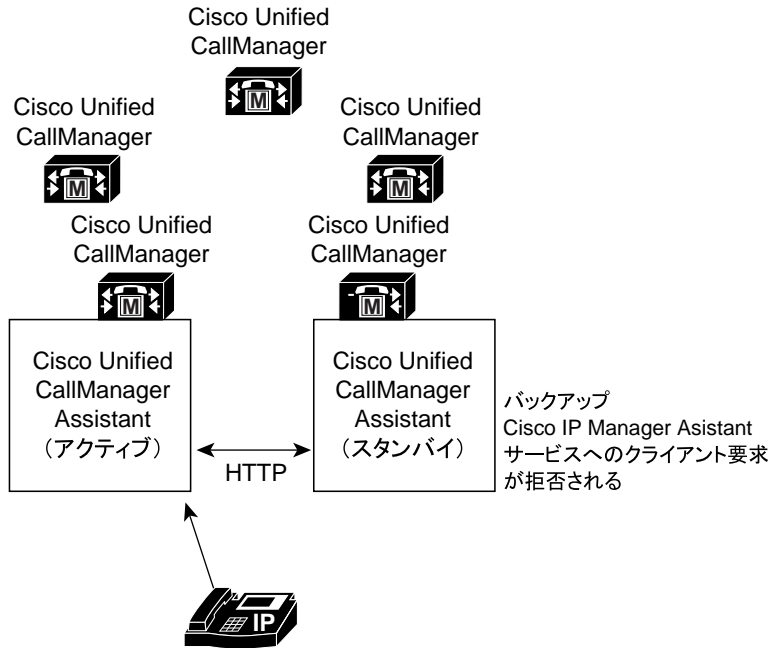 Cisco Unified
CallManager
M
Cisco Unified
CallManager
M
Cisco Unified
CallManager
M
Cisco Unified
CallManager
M
Cisco Unified
CallManager
M
Cisco Unified
CallManager
Assistant
（アクティブ）
HTTP
Cisco Unified
CallManager
Assistant
（スタンバイ）
バックアップ
Cisco IP Manager Asistant
サービスへのクライアント要求
が拒否される
IP